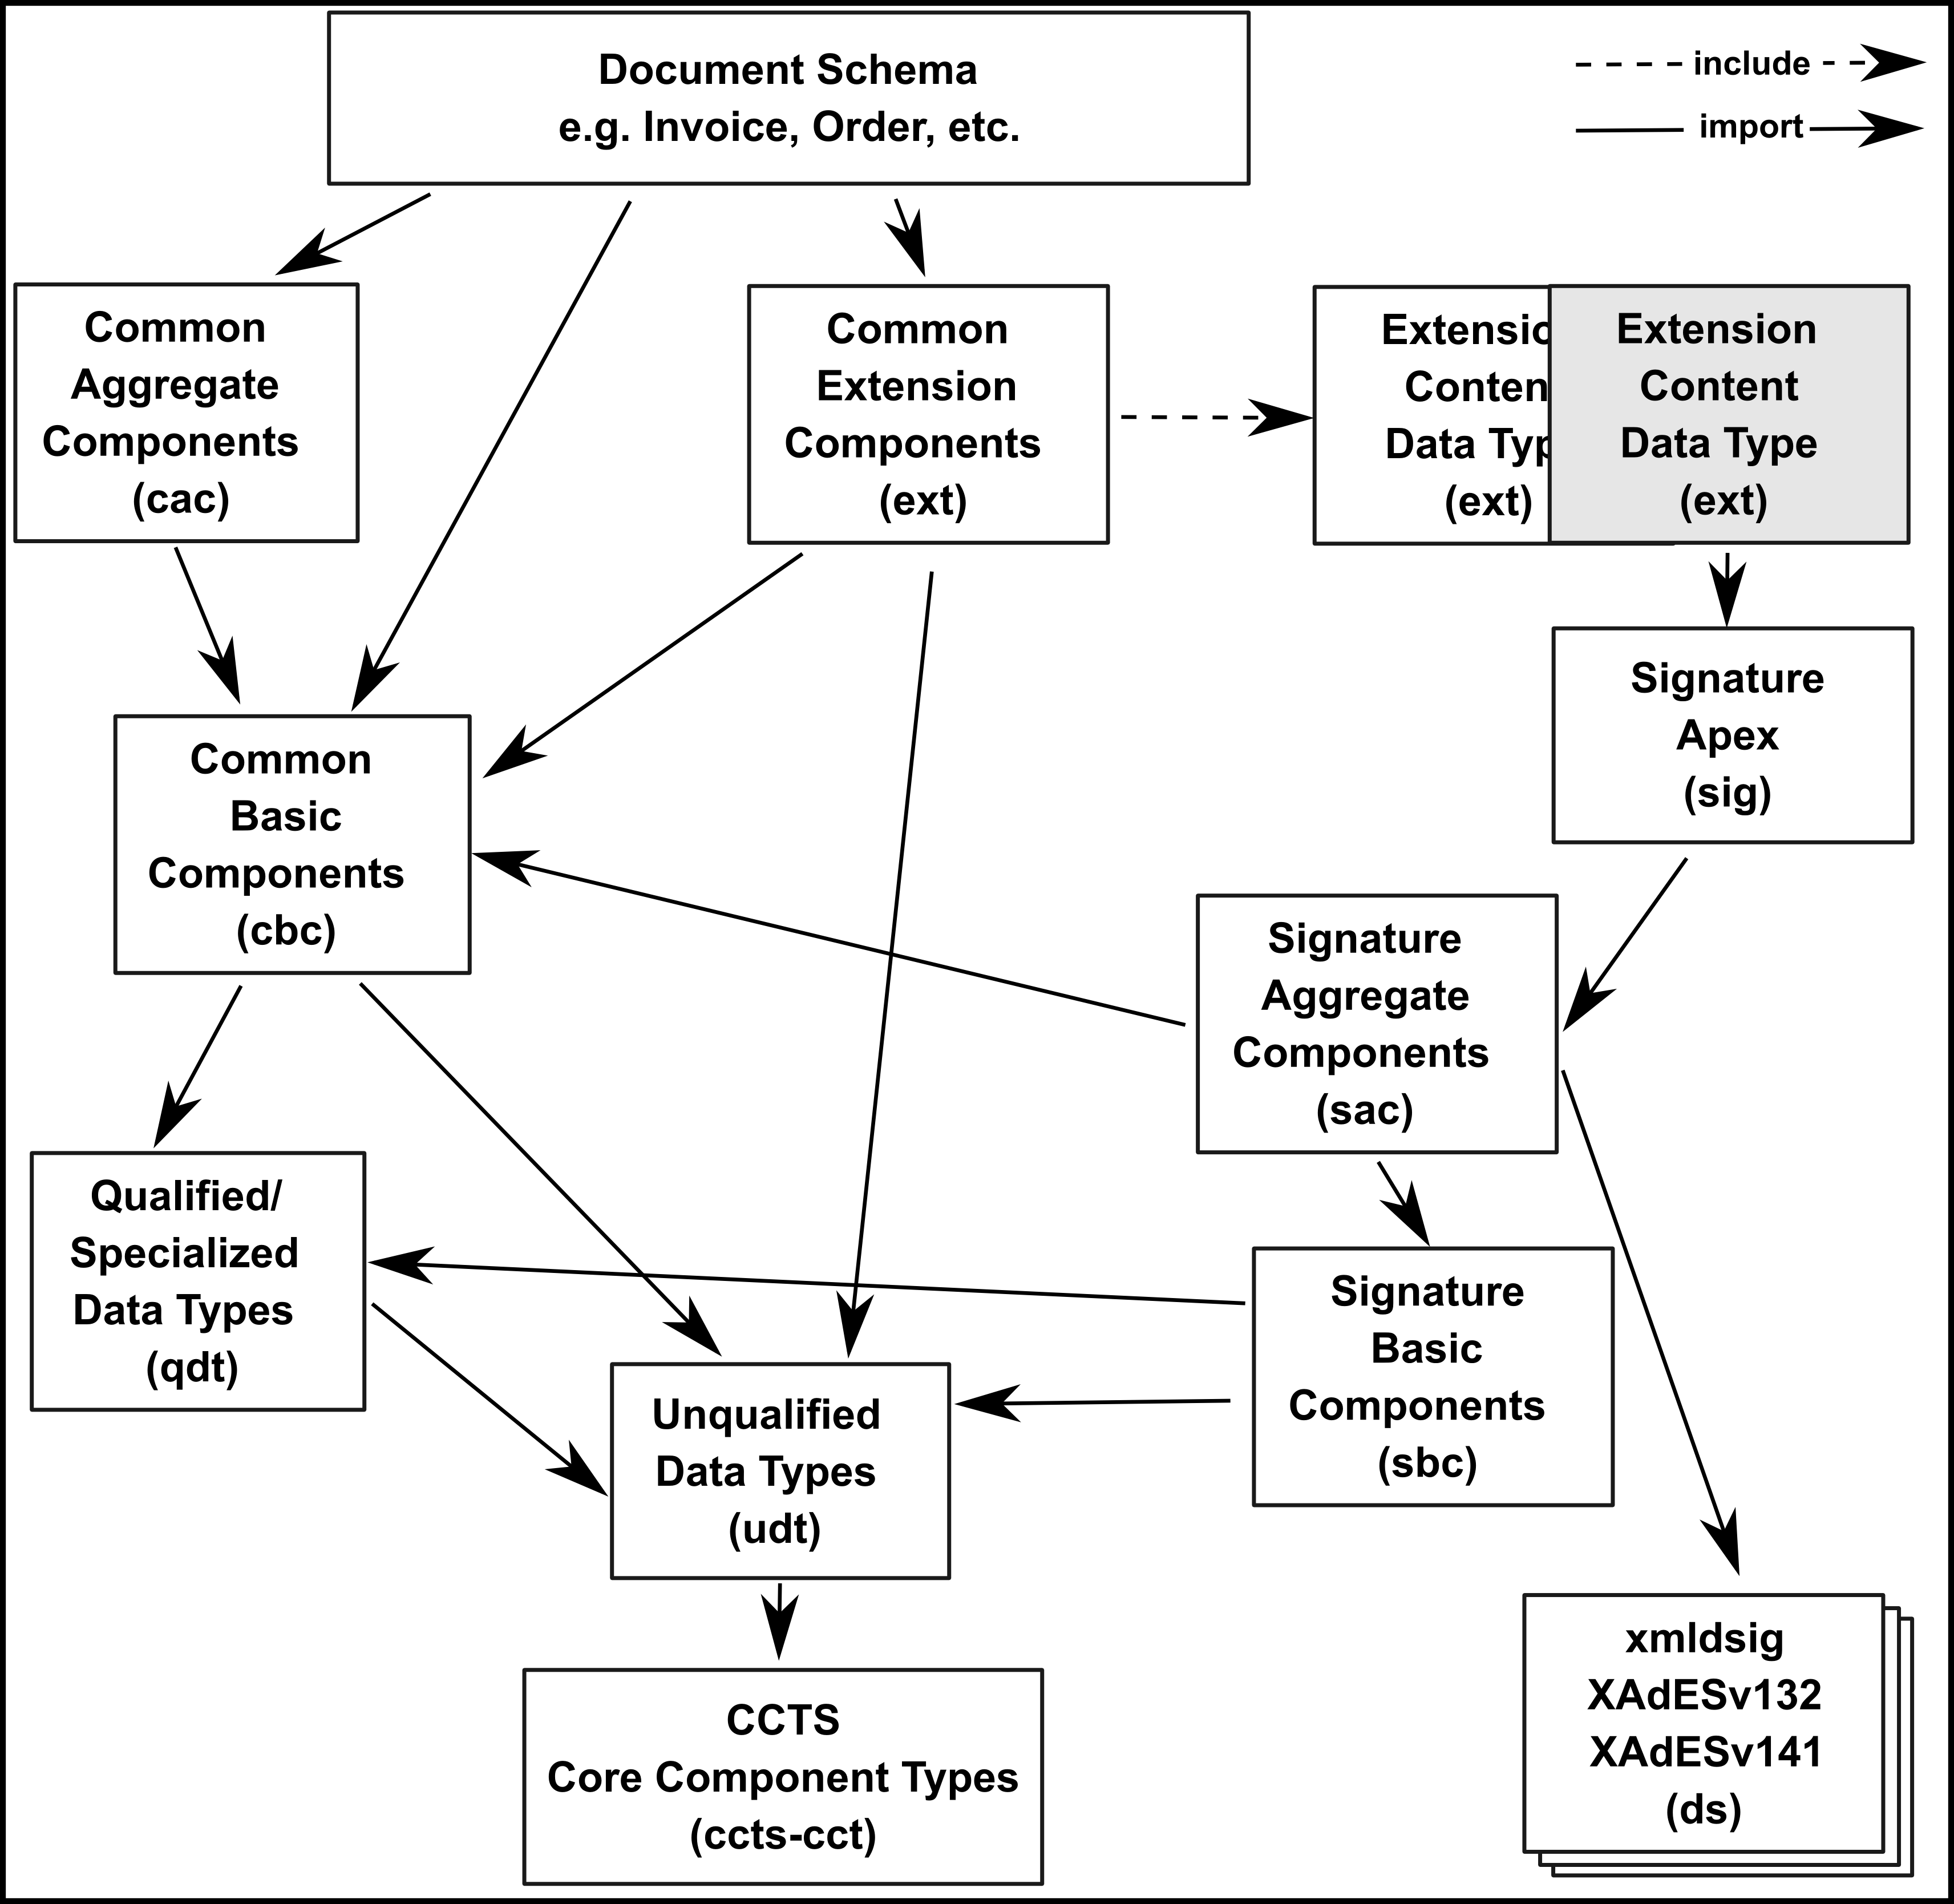 Document Schema
e.g. Invoice, Order, etc.
include
import
Common
Aggregate
Components
(cac)
Common
Extension
Components
(ext)
Extensio
Conten
Data Typ
(ext)
Extension
Content
Data Type
(ext)
Signature
Apex
(sig)
Common
Basic
Components
(cbc)
Signature
Aggregate
Components
(sac)
Qualified/
Specialized
Data Types
(qdt)
Signature
Basic
Components
(sbc)
Unqualified
Data Types
(udt)
xmldsig
XAdESv132
XAdESv141
(ds)
CCTS
Core Component Types
(ccts-cct)